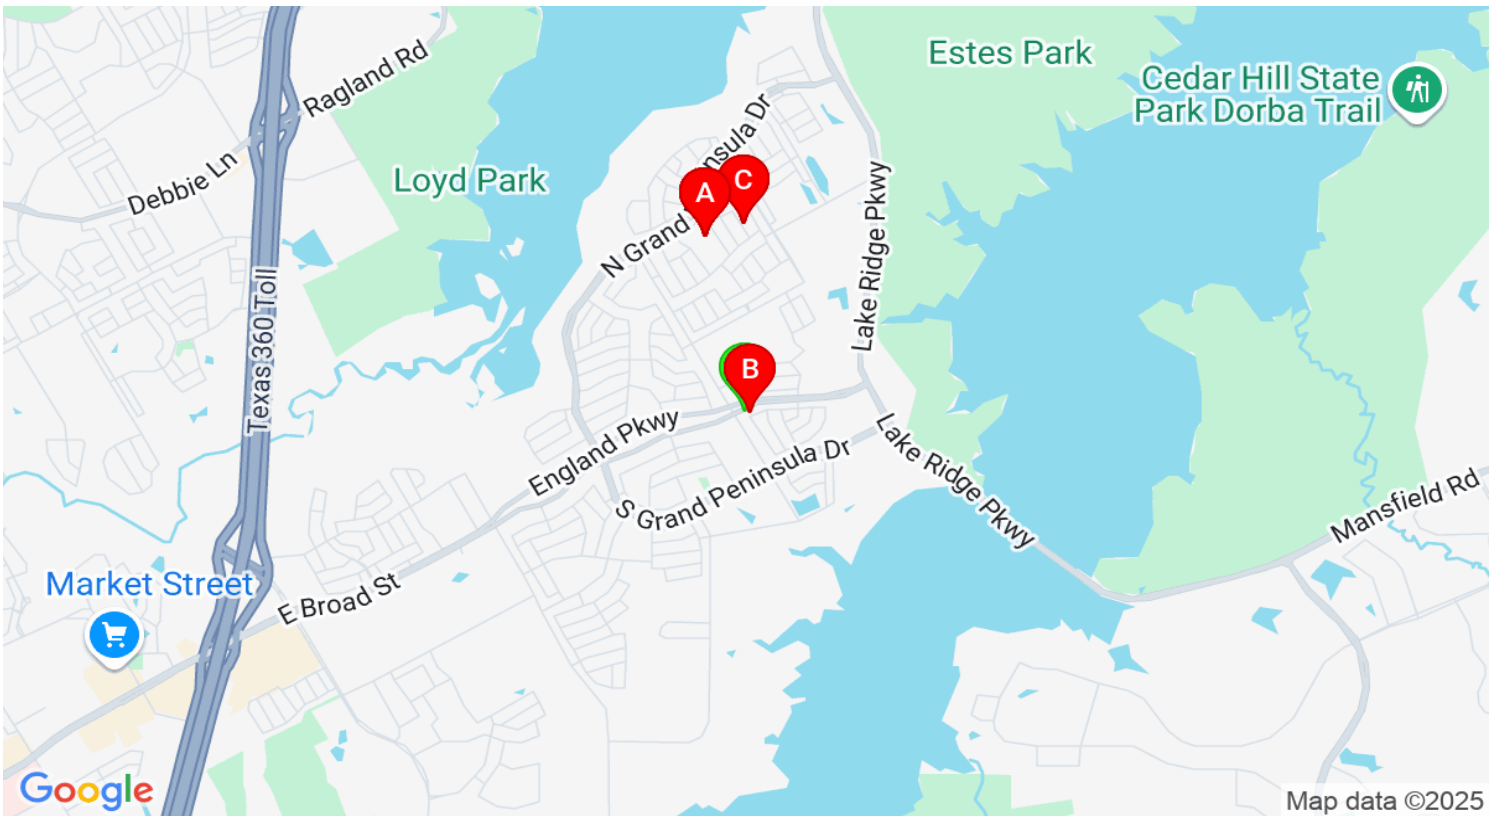 Estes Park
Cedar Hill State
Park Dorba Trail
Ragland Rd
Debbie Ln
Loyd Park
N Grand
nsula Dr
A
C
Lake Ridge Pkwy
Texas 360 Toll
B
England Pkwy
S Grand Peninsula Dr
Lake Ridge Pkwy
Mansfield Rd
Market Street
E Broad St
Google
Map data ©2025